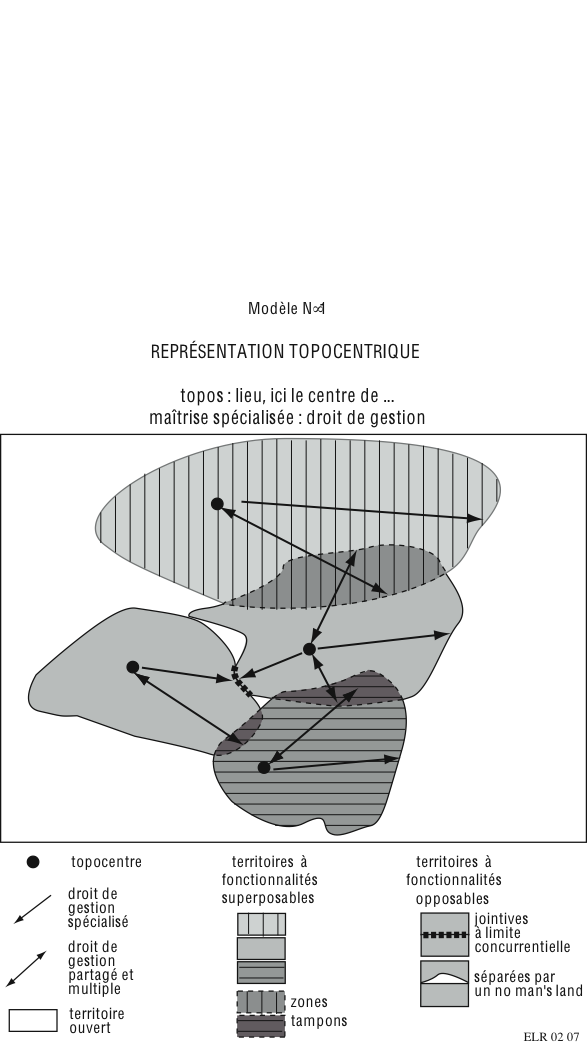 Modèle N∞1
REPRÉSENTATION TOPOCENTRIQUE
topos : lieu, ici le centre de ...
maîtrise spécialisée : droit de gestion
topocentre
droit de
gestion
spécialisé
droit de
gestion
partagé et
multiple
territoire
ouvert
territoires à
fonctionnalités
superposables
zones
tampons
territoires à
fonctionnalités
opposables
jointives
à limite
concurrentielle
séparées par
un no man's land
ELR 02 07